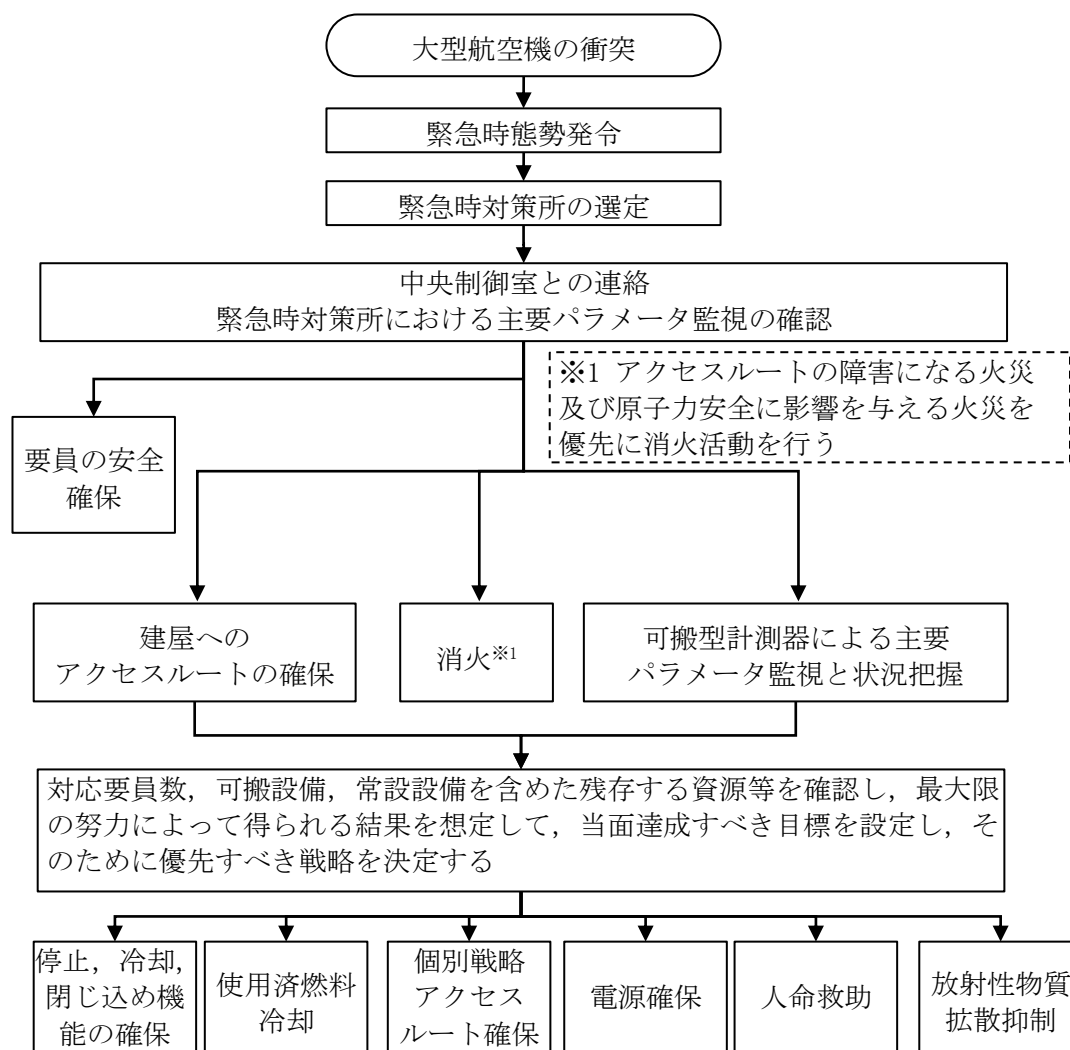 大型航空機の衝突
緊急時態勢発令
緊急時対策所の選定
中央制御室との連絡
緊急時対策所における主要パラメータ監視の確認
※1 アクセスルートの障害になる火災
及び原子力安全に影響を与える火災を
優先に消火活動を行う
要員の安全
確保
建屋への
アクセスルートの確保
消火※1
可搬型計測器による主要
パラメータ監視と状況把握
対応要員数，可搬設備，常設設備を含めた残存する資源等を確認し，最大限
の努力によって得られる結果を想定して，当面達成すべき目標を設定し，そ
のために優先すべき戦略を決定する
停止，冷却，
閉じ込め機
能の確保
使用済燃料
冷却
個別戦略
アクセス
ルート確保
電源確保
人命救助
放射性物質
拡散抑制